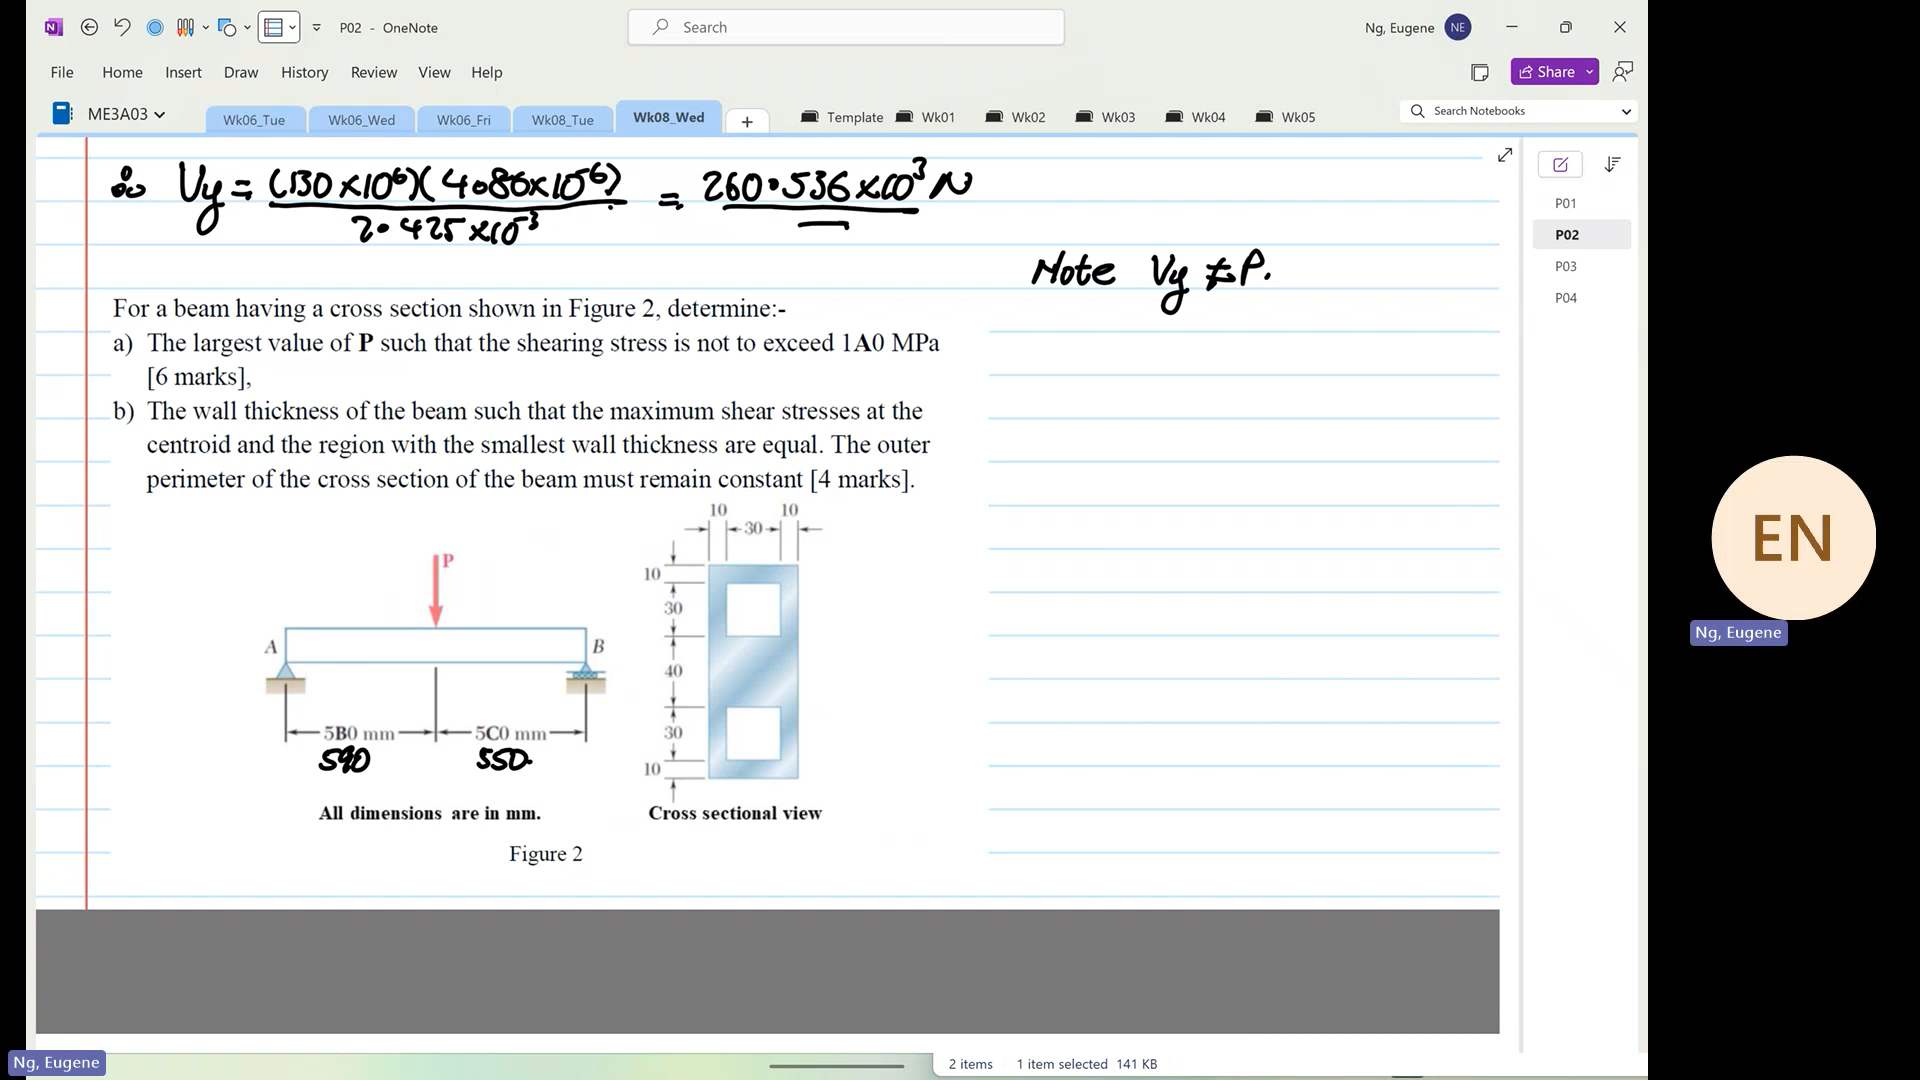 P02 - OneNote
Search
Ng, Eugene
NE
File Home Insert Draw History Review View Help
Share
ME3A03
Wk06_Tue
Wk06_Wed
Wk06_Fri
Wk08_Tue
Wk08_Wed
+
Template
Wk01
Wk02
Wk03
Wk04
Wk05
Search Notebooks
P01
P02
P03
P04
∴ Vy = (130×10⁶)(4.86×10⁻⁶) / 2.425×10⁻³ = 260.536×10³ N
Note Vy ≠ P.
For a beam having a cross section shown in Figure 2, determine:-
a) The largest value of P such that the shearing stress is not to exceed 1A0 MPa
[6 marks],
b) The wall thickness of the beam such that the maximum shear stresses at the
centroid and the region with the smallest wall thickness are equal. The outer
perimeter of the cross section of the beam must remain constant [4 marks].
P
A
B
5B0 mm
5C0 mm
590
550.
10
30
10
10
30
40
30
10
All dimensions are in mm.
Cross sectional view
Figure 2
EN
Ng, Eugene
Ng, Eugene
2 items 1 item selected 141 KB